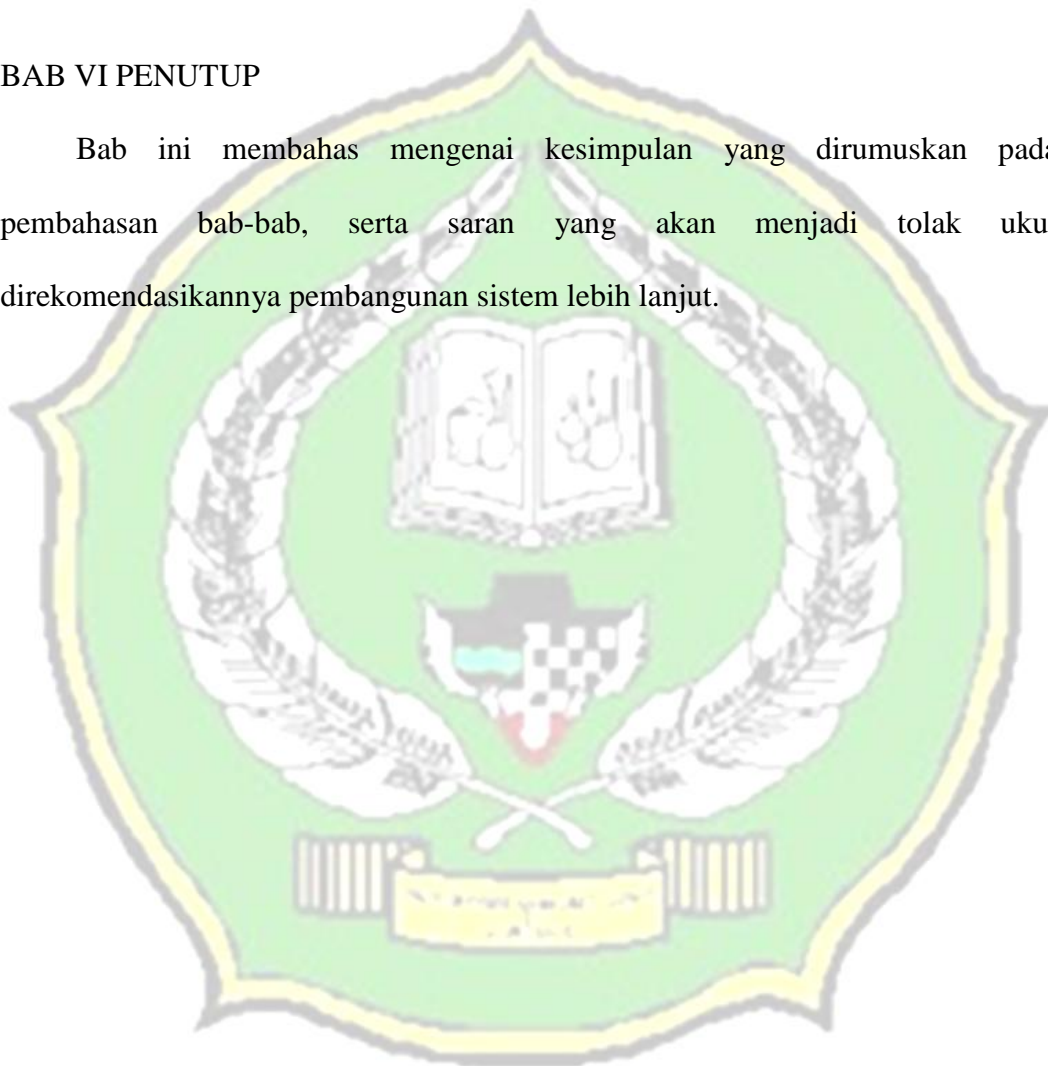 BAB VI PENUTUP
Bab ini membahas mengenai kesimpulan yang dirumuskan pada
pembahasan bab-bab, serta saran yang akan menjadi tolak uku
direkomendasikannya pembangunan sistem lebih lanjut.